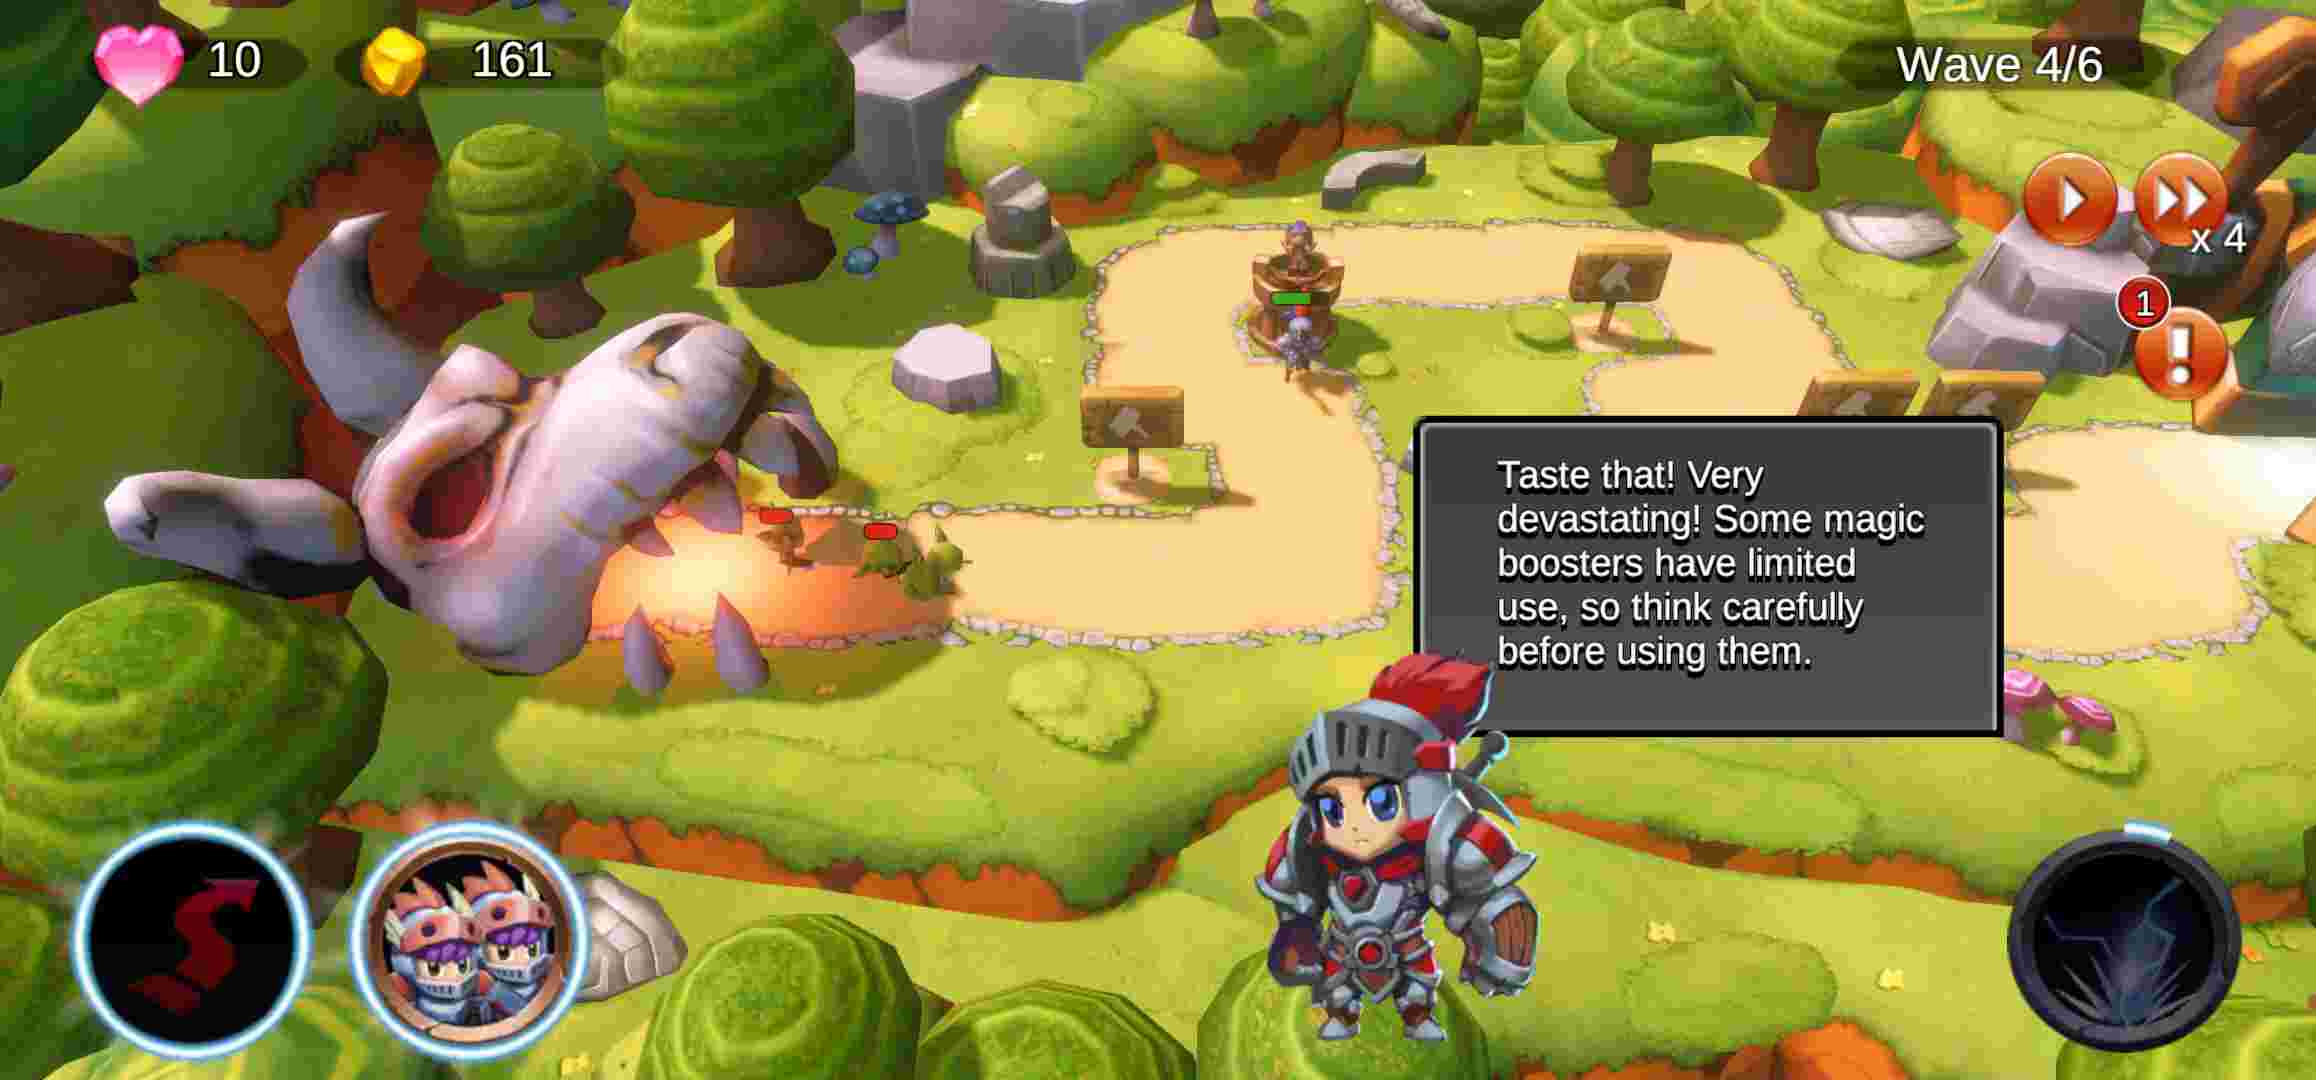 10
161
Wave 4/6
x 4
1
Taste that! Very
devastating! Some magic
boosters have limited
use, so think carefully
before using them.